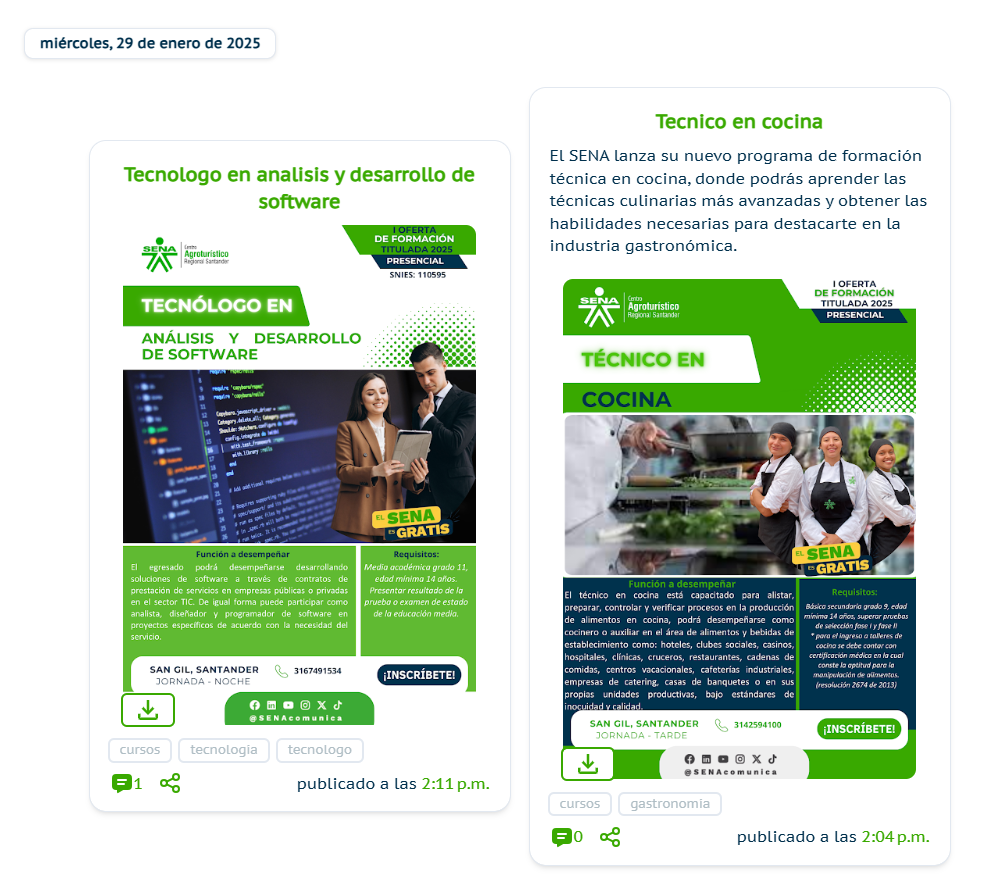 miércoles, 29 de enero de 2025
Tecnologo en analisis y desarrollo de
software
I OFERTA
DE FORMACIÓN
TITULADA 2025
PRESENCIAL
SNIES: 110595
SENA
Centro
Agroturístico
Regional Santander
TECNÓLOGO EN
ANÁLISIS Y DESARROLLO
DE SOFTWARE
EL SENA
ES GRATIS
Función a desempeñar
El egresado podrá desempeñarse desarrollando
soluciones de software a través de contratos de
prestación de servicios en empresas públicas o privadas
en el sector TIC. De igual forma puede participar como
analista, diseñador y programador de software en
proyectos específicos de acuerdo con la necesidad del
servicio.
Requisitos:
Media académica grado 11,
edad mínima 14 años.
Presentar resultado de la
prueba o examen de estado
de la educación media.
SAN GIL, SANTANDER
JORNADA - NOCHE
3167491534
¡INSCRÍBETE!
@SENAcomunica
cursos
tecnologia
tecnologo
1
publicado a las 2:11 p.m.
Tecnico en cocina
El SENA lanza su nuevo programa de formación
técnica en cocina, donde podrás aprender las
técnicas culinarias más avanzadas y obtener las
habilidades necesarias para destacarte en la
industria gastronómica.
SENA
Centro
Agroturístico
Regional Santander
I OFERTA
DE FORMACIÓN
TITULADA 2025
PRESENCIAL
TÉCNICO EN
COCINA
EL SENA
ES GRATIS
Función a desempeñar
El técnico en cocina está capacitado para alistar,
preparar, controlar y verificar procesos en la producción
de alimentos en cocina, podrá desempeñarse como
cocinero o auxiliar en el área de alimentos y bebidas de
establecimiento como: hoteles, clubes sociales, casinos,
hospitales, clínicas, cruceros, restaurantes, cadenas de
comidas, centros vacacionales, cafeterías industriales,
empresas de catering, casas de banquetes o en sus
propias unidades productivas, bajo estándares de
inocuidad y calidad.
Requisitos:
Básica secundaria grado 9, edad
mínima 14 años, superar pruebas
de selección fase i y fase II
* para el ingreso a talleres de
cocina se debe contar con
certificación médica en la cual
conste la aptitud para la
manipulación de alimentos.
(resolución 2674 de 2013)
SAN GIL, SANTANDER
JORNADA - TARDE
3142594100
¡INSCRÍBETE!
@SENAcomunica
cursos
gastronomia
0
publicado a las 2:04 p.m.